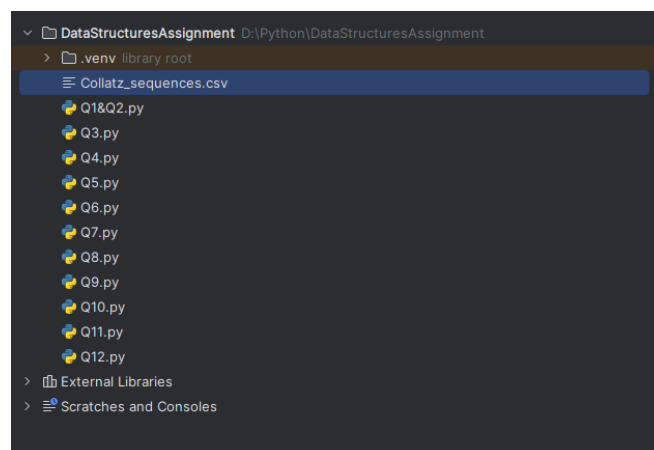 DataStructuresAssignment D:\Python\DataStructuresAssignment
.venv library root
Collatz_sequences.csv
Q1&Q2.py
Q3.py
Q4.py
Q5.py
Q6.py
Q7.py
Q8.py
Q9.py
Q10.py
Q11.py
Q12.py
External Libraries
Scratches and Consoles